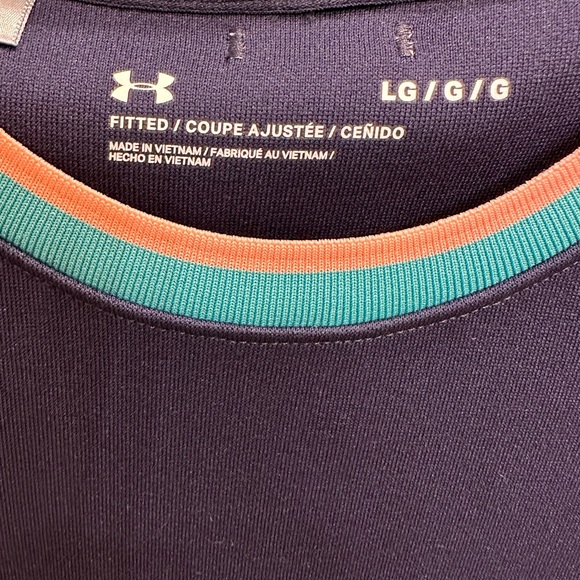 LG / G / G
FITTED / COUPE AJUSTÉE / CEÑIDO
MADE IN VIETNAM / FABRIQUÉ AU VIETNAM /
HECHO EN VIETNAM